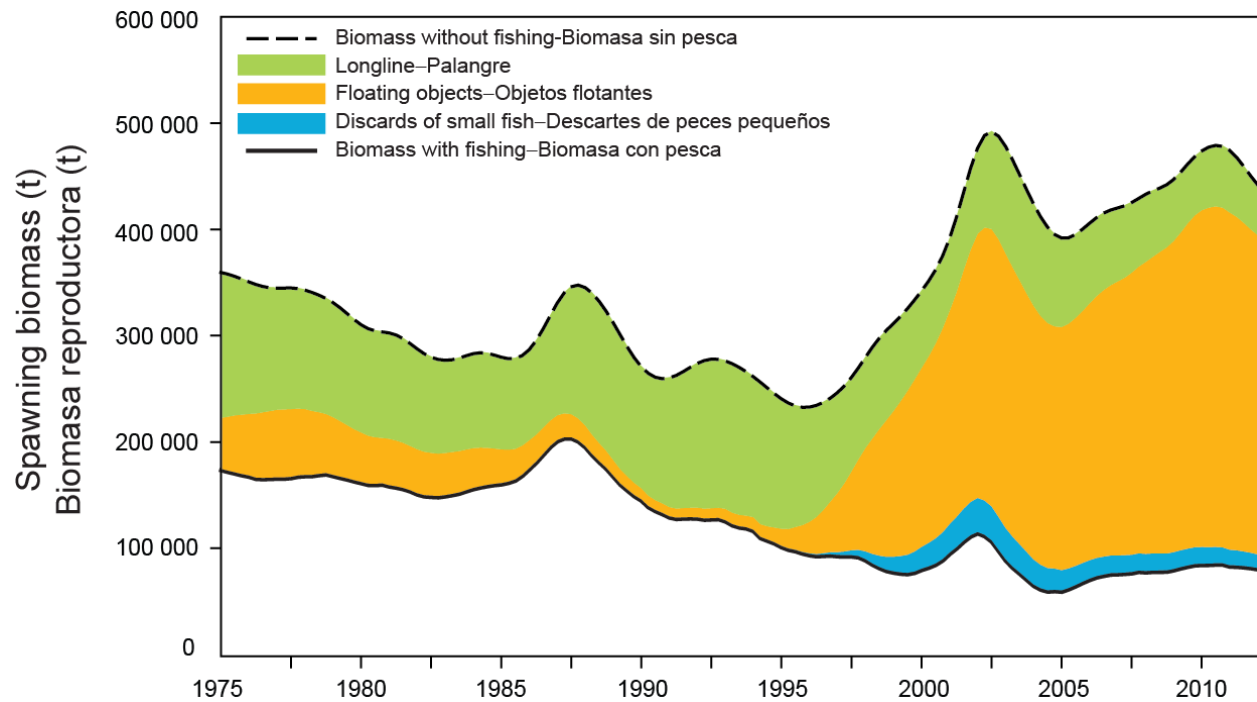 600 000
500 000
400 000
300 000
200 000
100 000
0
Spawning biomass (t)
Biomasa reproductora (t)
Biomass without fishing-Biomasa sin pesca
Longline–Palangre
Floating objects–Objetos flotantes
Discards of small fish–Descartes de peces pequeños
Biomass with fishing–Biomasa con pesca
1975 1980 1985 1990 1995 2000 2005 2010